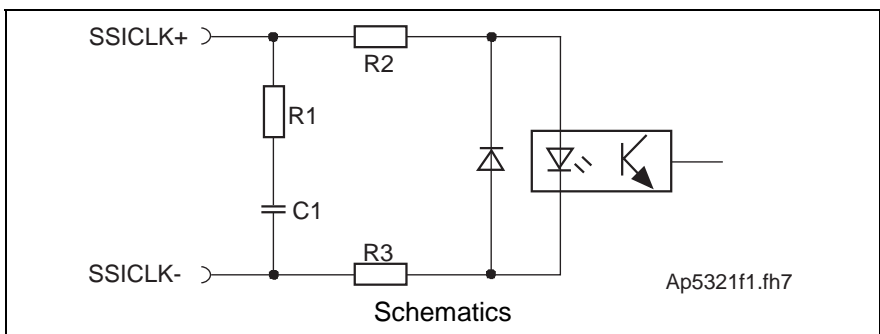 SSICLK+
R2
R1
C1
R3
SSICLK-
Ap5321f1.fh7
Schematics